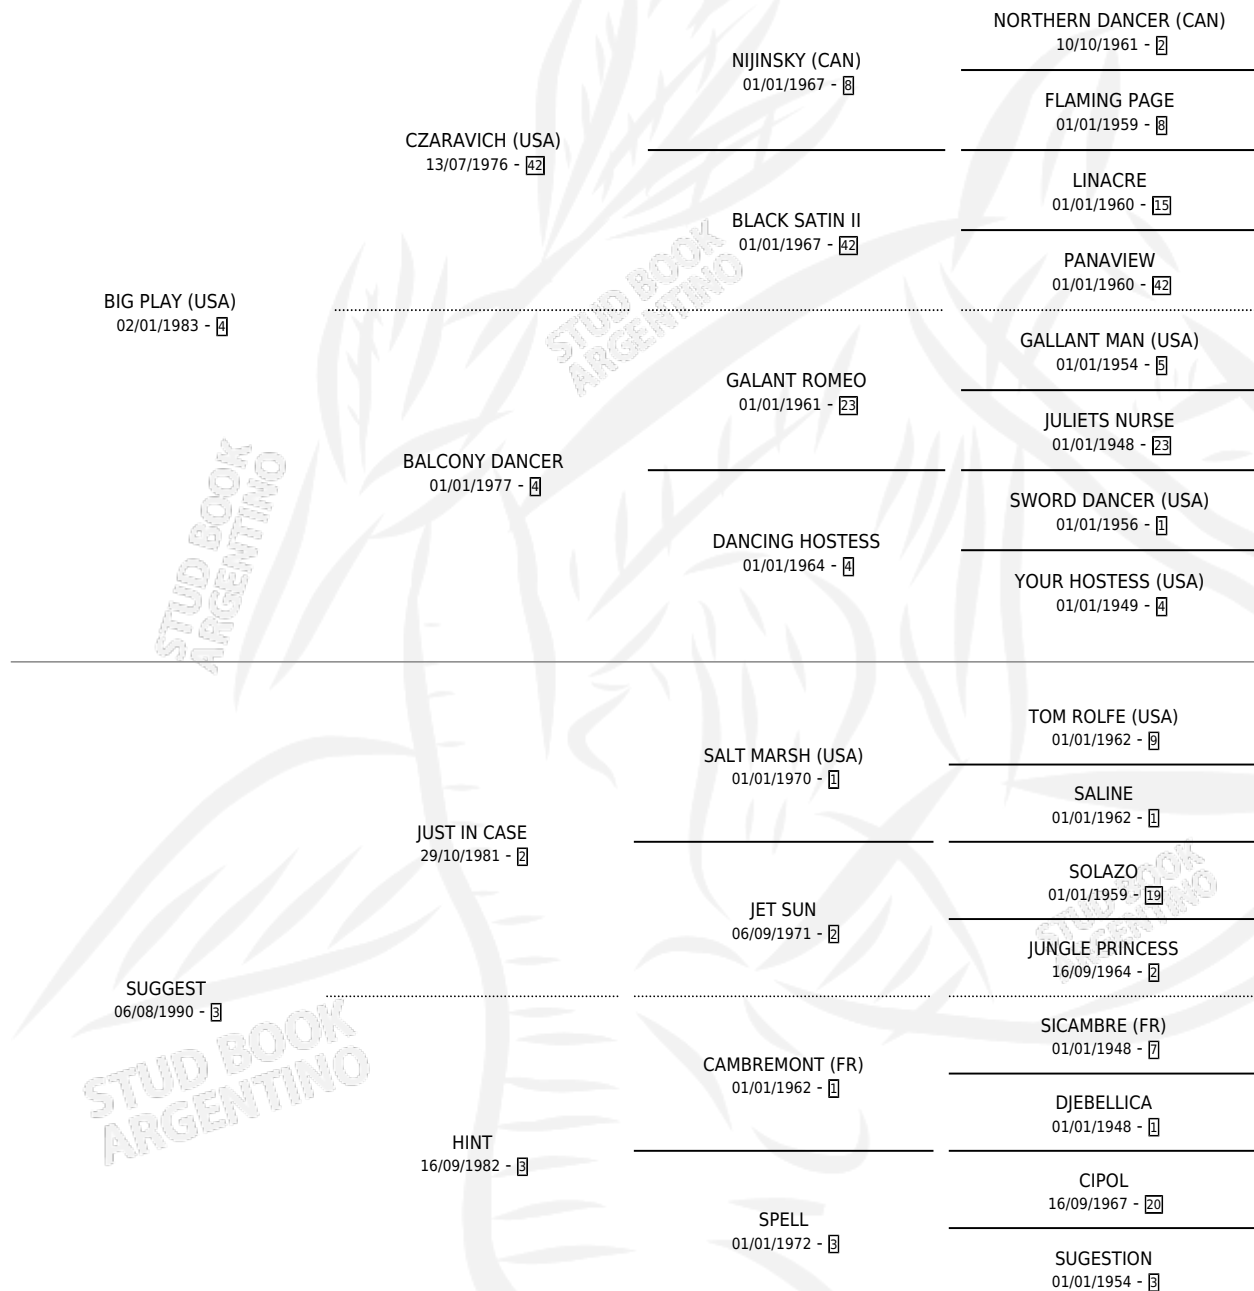 NORTHERN DANCER (CAN)
10/10/1961 - 2
NIJINSKY (CAN)
01/01/1967 - 8
FLAMING PAGE
01/01/1959 - 8
CZARAVICH (USA)
13/07/1976 - 42
LINACRE
01/01/1960 - 15
BLACK SATIN II
01/01/1967 - 42
PANAVIEW
01/01/1960 - 42
BIG PLAY (USA)
02/01/1983 - 4
STUD BOOK
ARGENTINO
GALLANT MAN (USA)
01/01/1954 - 5
GALANT ROMEO
01/01/1961 - 23
JULIETS NURSE
01/01/1948 - 23
BALCONY DANCER
01/01/1977 - 4
SWORD DANCER (USA)
01/01/1956 - 1
DANCING HOSTESS
01/01/1964 - 4
YOUR HOSTESS (USA)
01/01/1949 - 4
STUD BOOK
ARGENTINO
TOM ROLFE (USA)
01/01/1962 - 9
SALT MARSH (USA)
01/01/1970 - 1
SALINE
01/01/1962 - 1
JUST IN CASE
29/10/1981 - 2
SOLAZO
01/01/1959 - 19
JET SUN
06/09/1971 - 2
STUD BOOK
ARGENTINO
JUNGLE PRINCESS
16/09/1964 - 2
SUGGEST
06/08/1990 - 3
SICAMBRE (FR)
01/01/1948 - 7
CAMBREMONT (FR)
01/01/1962 - 1
STUD BOOK
ARGENTINO
DJEBELLICA
01/01/1948 - 1
HINT
16/09/1982 - 3
CIPOL
16/09/1967 - 20
SPELL
01/01/1972 - 3
SUGESTION
01/01/1954 - 3